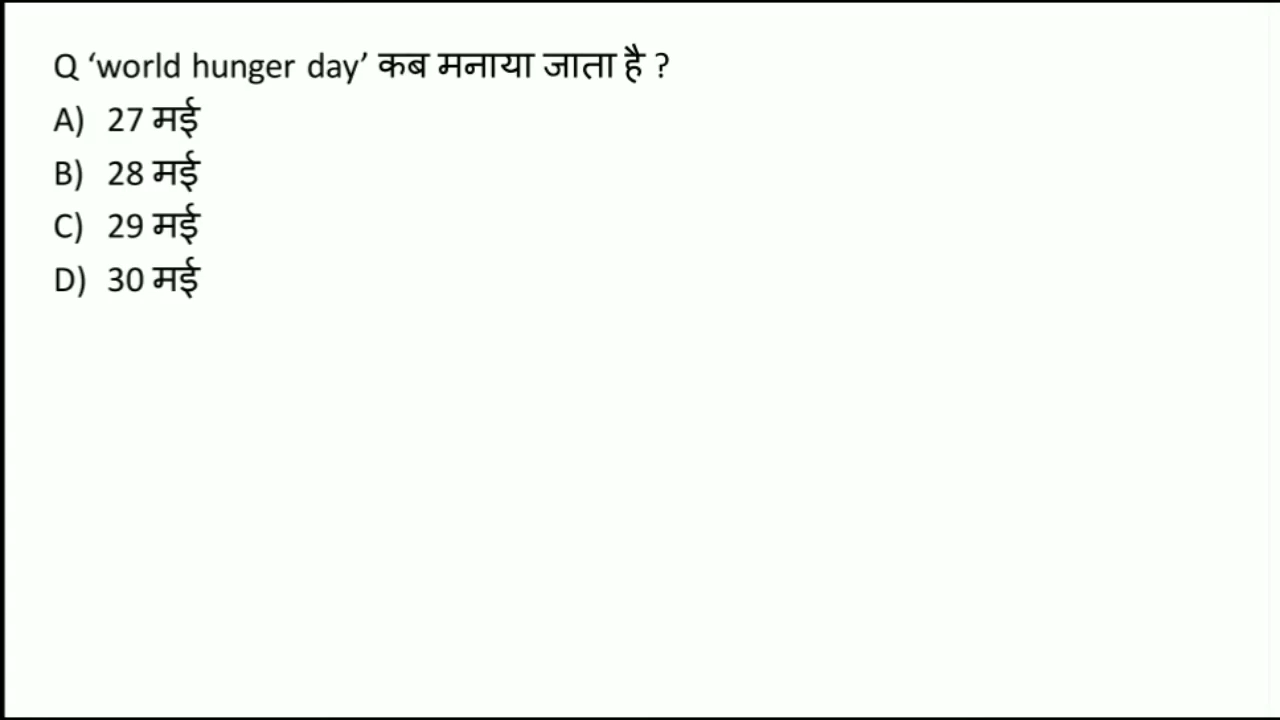 Q ‘world hunger day’ कब मनाया जाता है ?
A) 27 मई
B) 28 मई
C) 29 मई
D) 30 मई